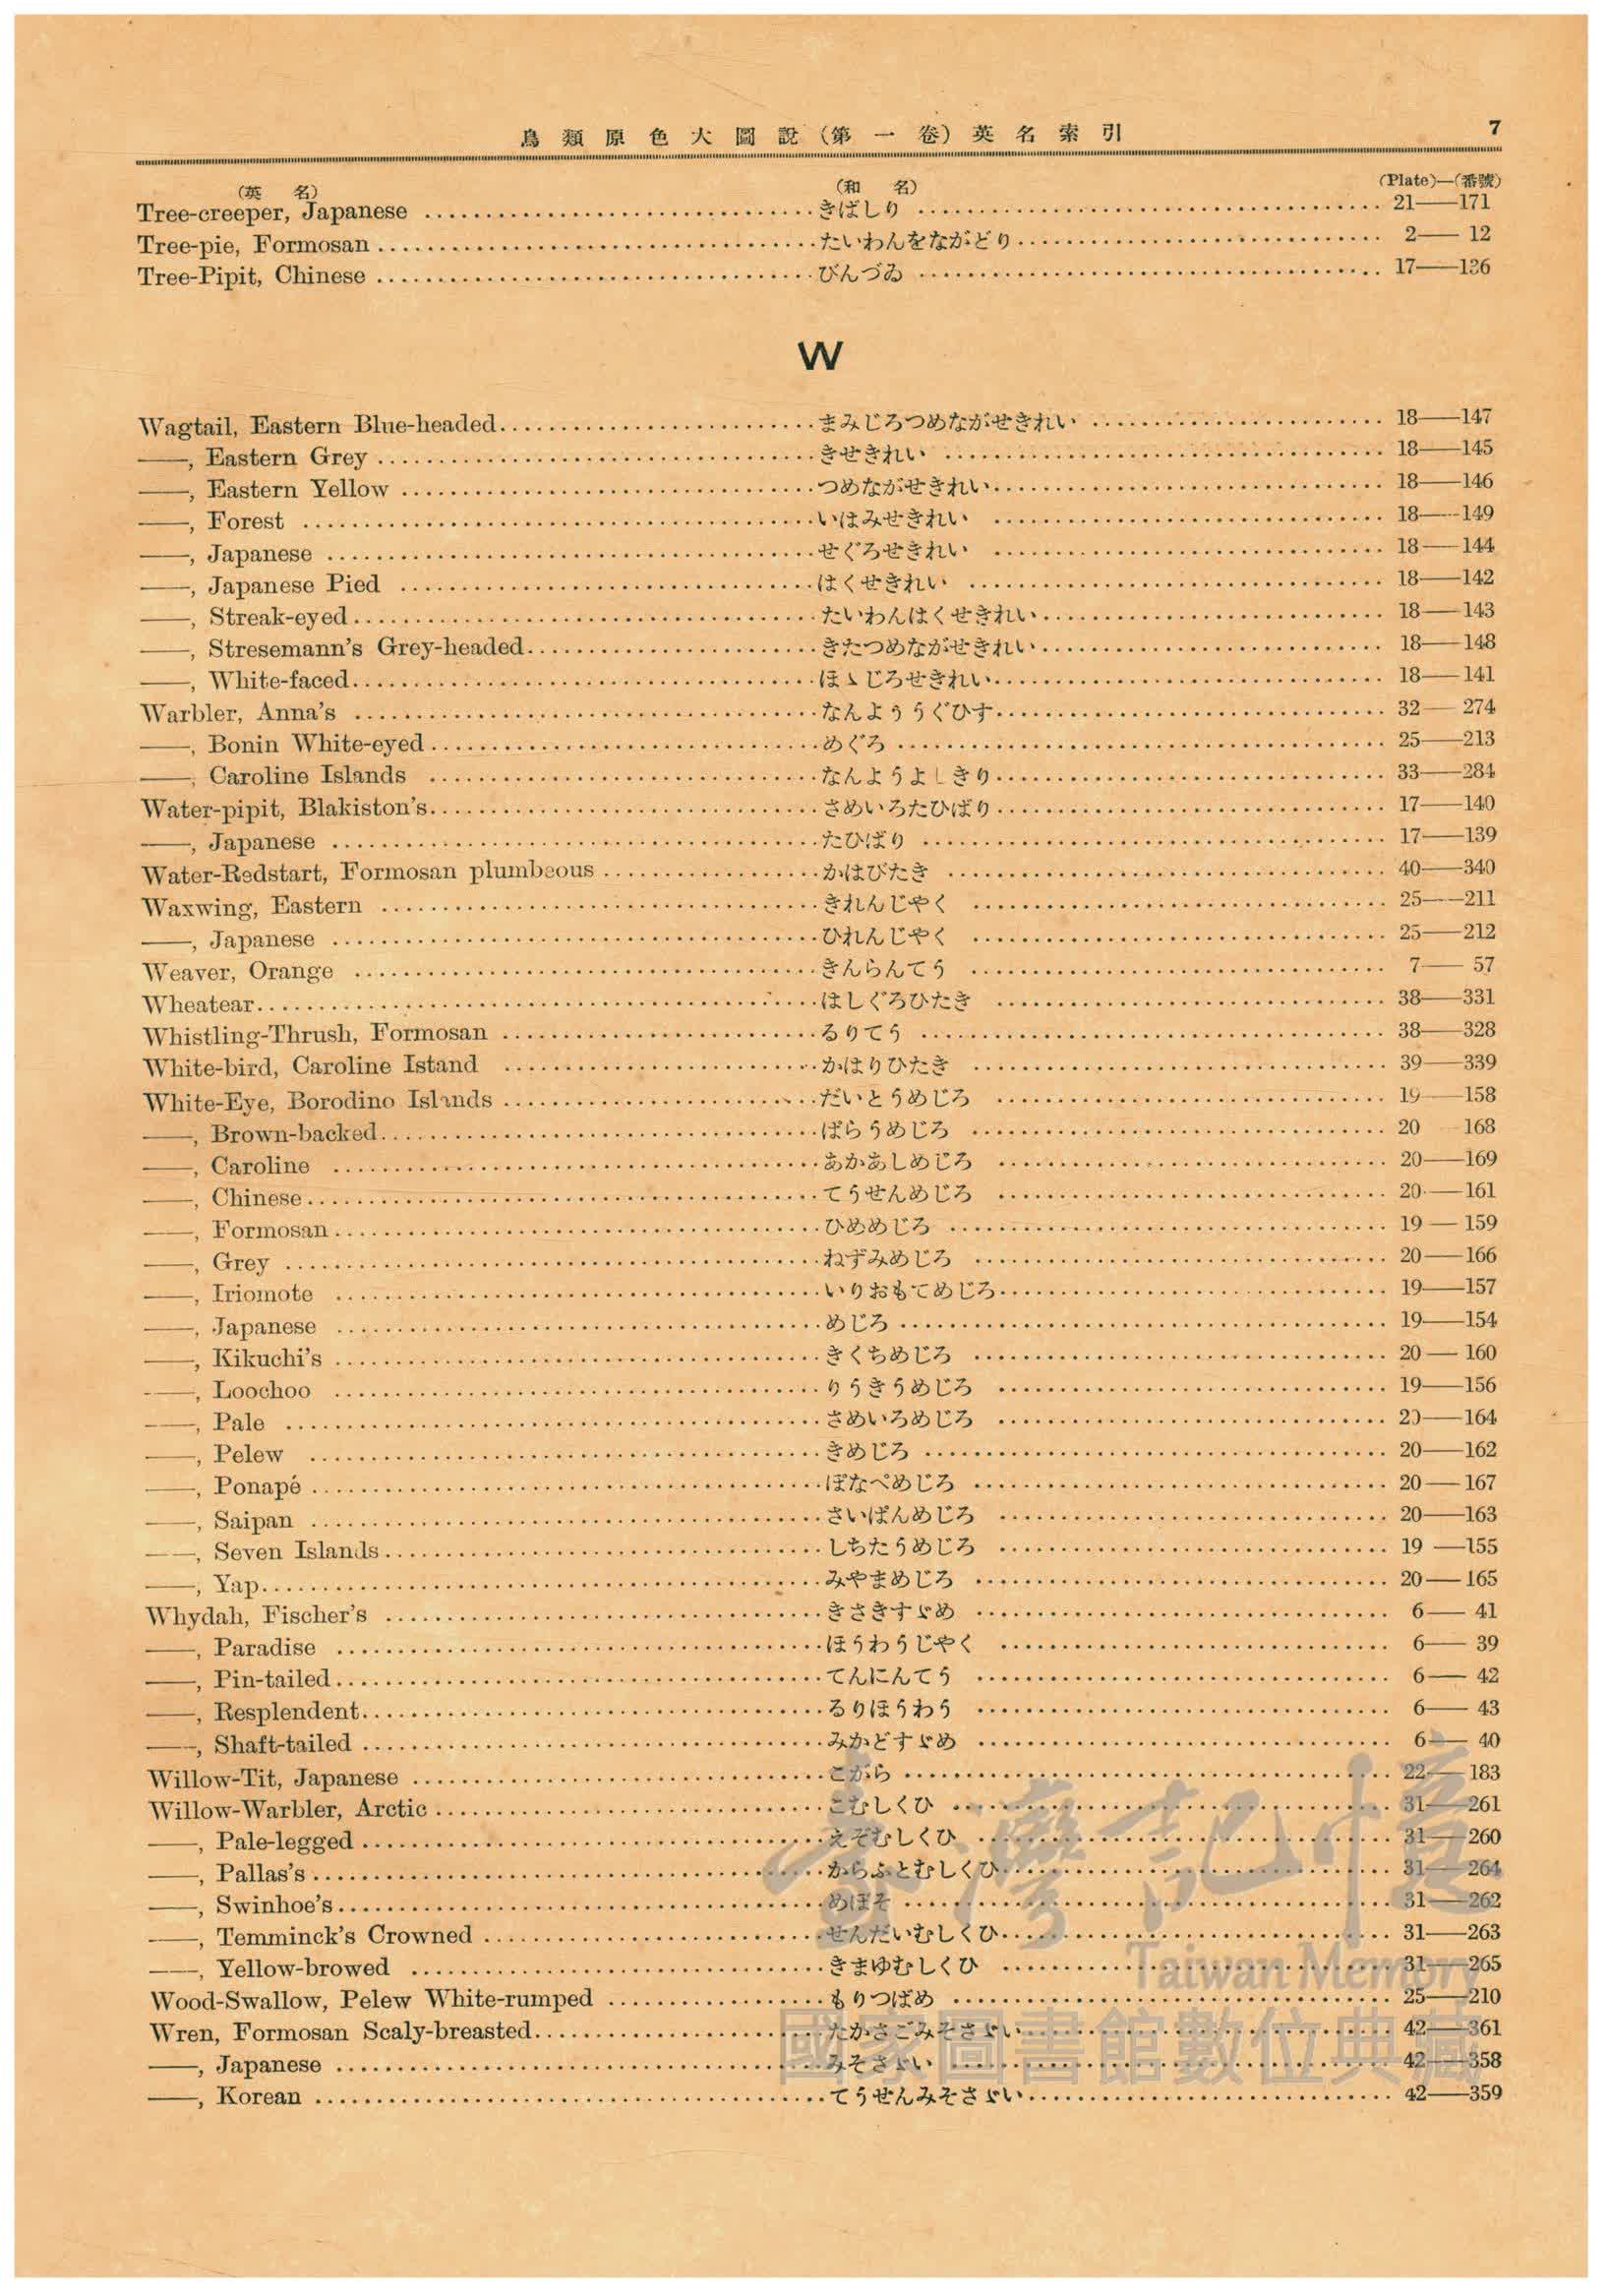 鳥類原色大圖說(第一卷)英名索引 7
(英名) (和名) (Plate)—(番號)
Tree-creeper, Japanese ........ きばしり ........ 21——171
Tree-pie, Formosan ........ たいわんをながどり ........ 2—— 12
Tree-Pipit, Chinese ........ びんづゐ ........ 17——136
W
Wagtail, Eastern Blue-headed ........ まみじろつめながせきれい ........ 18——147
——, Eastern Grey ........ きせきれい ........ 18——145
——, Eastern Yellow ........ つめながせきれい ........ 18——146
——, Forest ........ いはみせきれい ........ 18——149
——, Japanese ........ せぐろせきれい ........ 18——144
——, Japanese Pied ........ はくせきれい ........ 18——142
——, Streak-eyed ........ たいわんはくせきれい ........ 18——143
——, Stresemann's Grey-headed ........ きたつめながせきれい ........ 18——148
——, White-faced ........ ほゝじろせきれい ........ 18——141
Warbler, Anna's ........ なんよううぐひす ........ 32——274
——, Bonin White-eyed ........ めぐろ ........ 25——213
——, Caroline Islands ........ なんようよしきり ........ 33——284
Water-pipit, Blakiston's ........ さめいろたひばり ........ 17——140
——, Japanese ........ たひばり ........ 17——139
Water-Redstart, Formosan plumbeous ........ かはびたき ........ 40——340
Waxwing, Eastern ........ きれんじやく ........ 25——211
——, Japanese ........ ひれんじやく ........ 25——212
Weaver, Orange ........ きんらんてう ........ 7—— 57
Wheatear ........ はしぐろひたき ........ 38——331
Whistling-Thrush, Formosan ........ るりてう ........ 38——328
White-bird, Caroline Istand ........ かはりひたき ........ 39——339
White-Eye, Borodino Islands ........ だいとうめじろ ........ 19——158
——, Brown-backed ........ ぱらうめじろ ........ 20 168
——, Caroline ........ あかあしめじろ ........ 20——169
——, Chinese ........ てうせんめじろ ........ 20——161
——, Formosan ........ ひめめじろ ........ 19——159
——, Grey ........ ねずみめじろ ........ 20——166
——, Iriomote ........ いりおもてめじろ ........ 19——157
——, Japanese ........ めじろ ........ 19——154
——, Kikuchi's ........ きくちめじろ ........ 20——160
——, Loochoo ........ りうきうめじろ ........ 19——156
——, Pale ........ さめいろめじろ ........ 20——164
——, Pelew ........ きめじろ ........ 20——162
——, Ponapé ........ ぽなぺめじろ ........ 20——167
——, Saipan ........ さいぱんめじろ ........ 20——163
——, Seven Islands ........ しちたうめじろ ........ 19——155
——, Yap ........ みやまめじろ ........ 20——165
Whydah, Fischer's ........ きさきすゞめ ........ 6—— 41
——, Paradise ........ ほうわうじやく ........ 6—— 39
——, Pin-tailed ........ てんにんてう ........ 6—— 42
——, Resplendent ........ るりほうわう ........ 6—— 43
——, Shaft-tailed ........ みかどすゞめ ........ 6—— 40
Willow-Tit, Japanese ........ こがら ........ 22——183
Willow-Warbler, Arctic ........ こむしくひ ........ 31——261
——, Pale-legged ........ えぞむしくひ ........ 31——260
——, Pallas's ........ からふとむしくひ ........ 31——264
——, Swinhoe's ........ めぼそ ........ 31——262
——, Temminck's Crowned ........ せんだいむしくひ ........ 31——263
——, Yellow-browed ........ きまゆむしくひ ........ 31——265
Wood-Swallow, Pelew White-rumped ........ もりつばめ ........ 25——210
Wren, Formosan Scaly-breasted ........ たかさごみそさゞい ........ 42——361
——, Japanese ........ みそさゞい ........ 42——358
——, Korean ........ てうせんみそさゞい ........ 42——359
臺灣記憶
Taiwan Memory
國家圖書館數位典藏